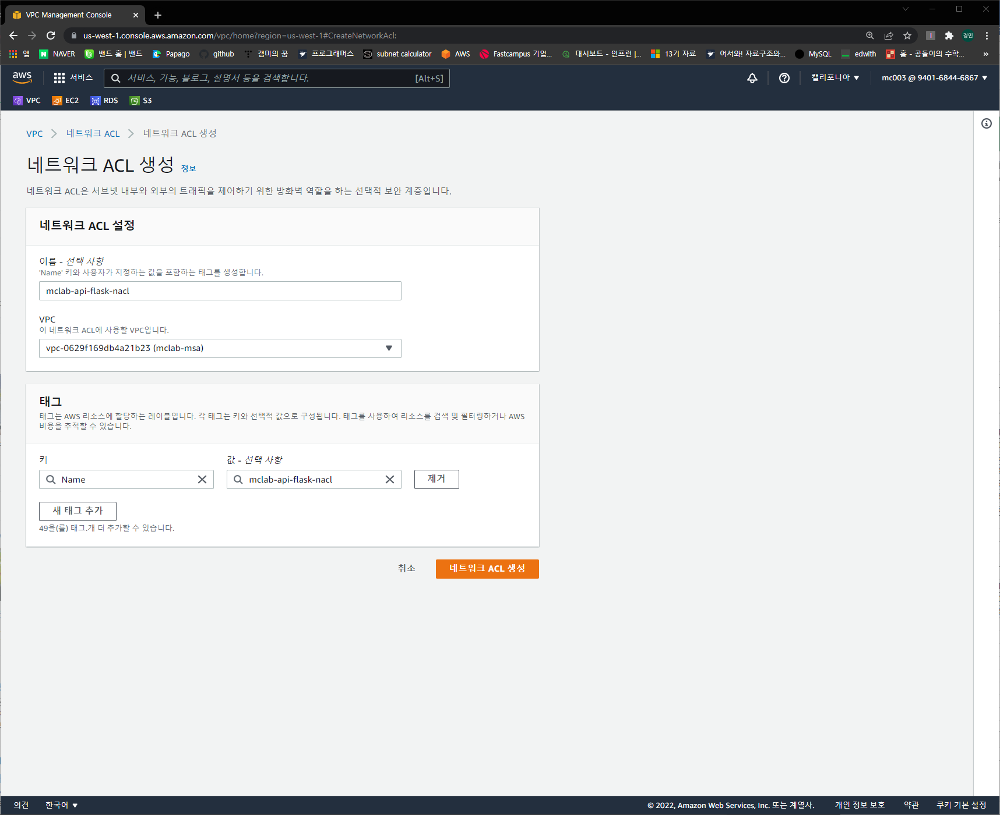 VPC Management Console
us-west-1.console.aws.amazon.com/vpc/home?region=us-west-1#CreateNetworkAcl:
경민
앱 NAVER 밴드 홈 | 밴드 Papago github 캠미의 꿈 프로그래머스 subnet calculator AWS Fastcampus 기업... 대시보드 - 인프런 |... 13기 자료 어서와! 자료구조와... MySQL edwith 홈 - 공돌이의 수학... »
aws 서비스 서비스, 기능, 블로그, 설명서 등을 검색합니다. [Alt+S] 캘리포니아 mc003 @ 9401-6844-6867
VPC EC2 RDS S3
VPC 네트워크 ACL 네트워크 ACL 생성
네트워크 ACL 생성 정보
네트워크 ACL은 서브넷 내부와 외부의 트래픽을 제어하기 위한 방화벽 역할을 하는 선택적 보안 계층입니다.
네트워크 ACL 설정
이름 - 선택 사항
'Name' 키와 사용자가 지정하는 값을 포함하는 태그를 생성합니다.
mclab-api-flask-nacl
VPC
이 네트워크 ACL에 사용할 VPC입니다.
vpc-0629f169db4a21b23 (mclab-msa)
태그
태그는 AWS 리소스에 할당하는 레이블입니다. 각 태그는 키와 선택적 값으로 구성됩니다. 태그를 사용하여 리소스를 검색 및 필터링하거나 AWS
비용을 추적할 수 있습니다.
키 값 - 선택 사항
Name mclab-api-flask-nacl 제거
새 태그 추가
49을(를) 태그.개 더 추가할 수 있습니다.
취소 네트워크 ACL 생성
의견 한국어 © 2022, Amazon Web Services, Inc. 또는 계열사. 개인 정보 보호 약관 쿠키 기본 설정